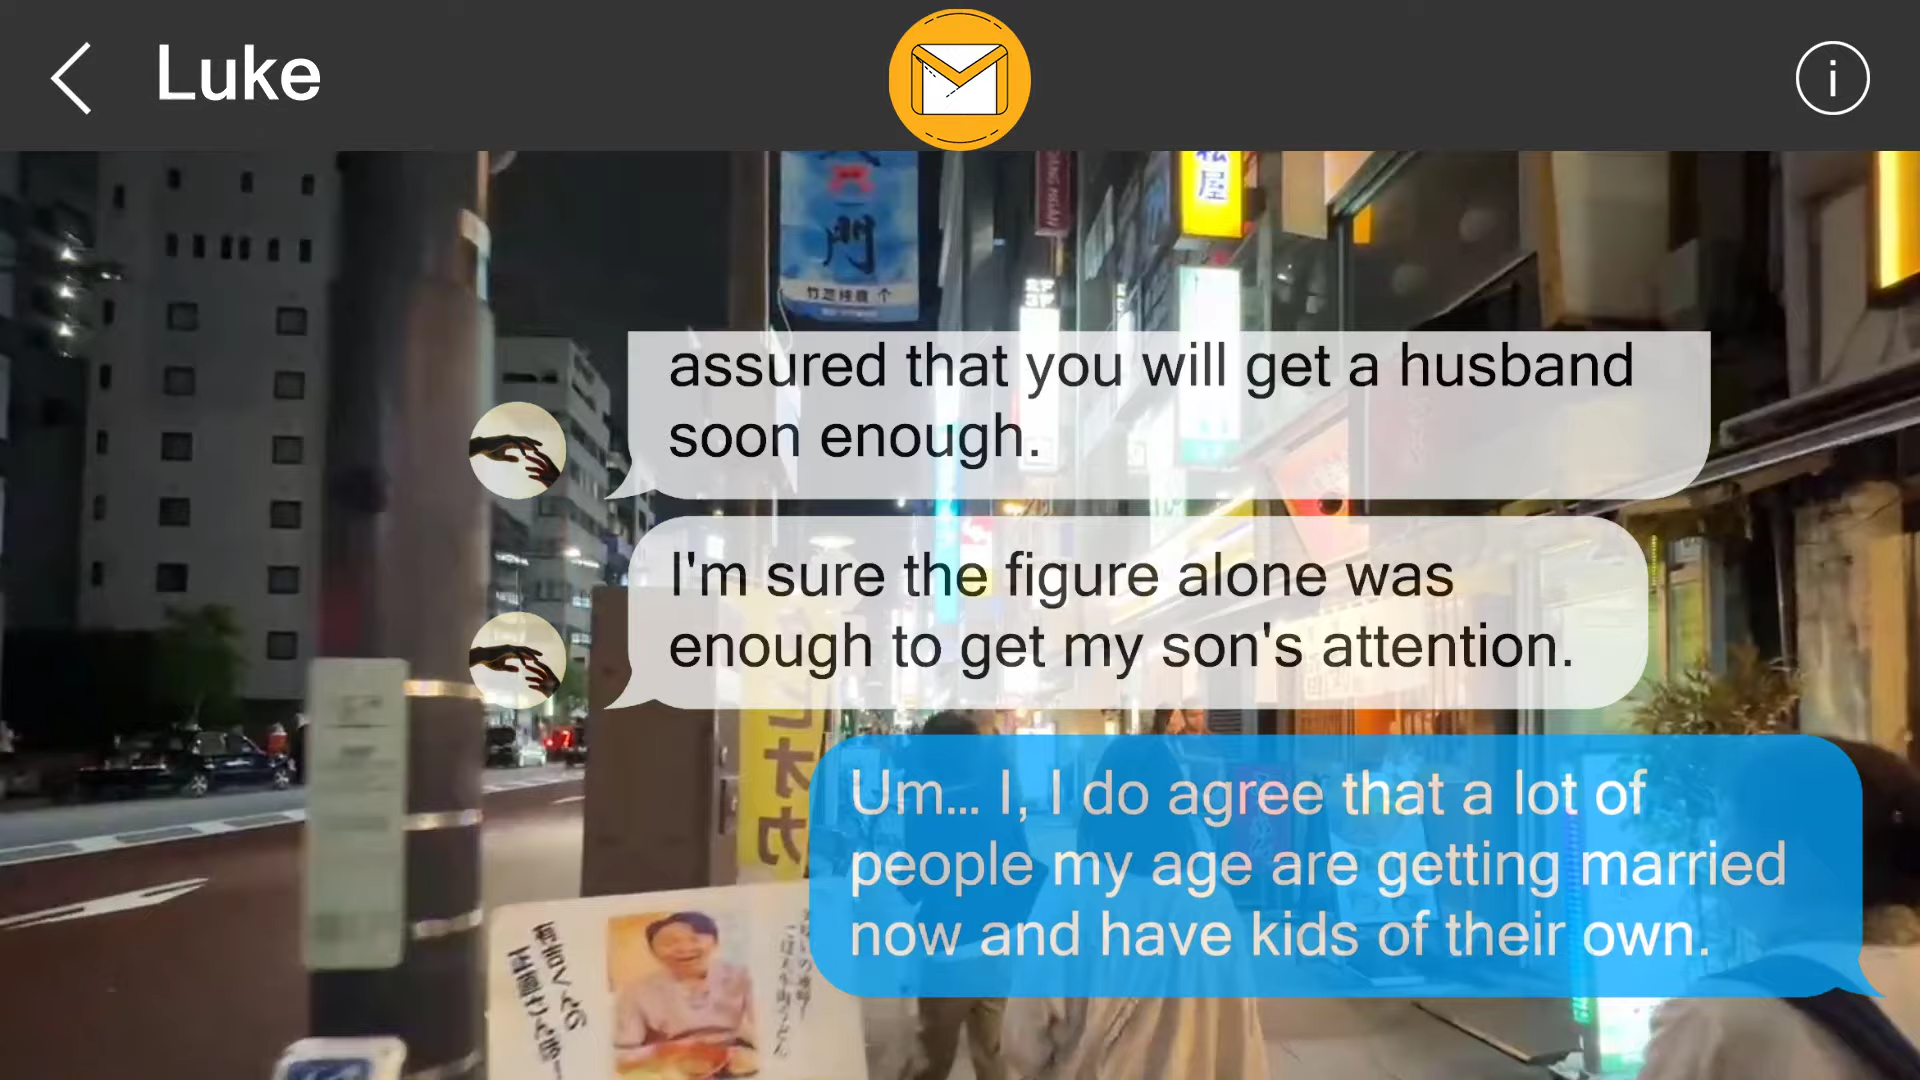 Luke
i
門
屋
assured that you will get a husband
soon enough.
I'm sure the figure alone was
enough to get my son's attention.
Um... I, I do agree that a lot of
people my age are getting married
now and have kids of their own.